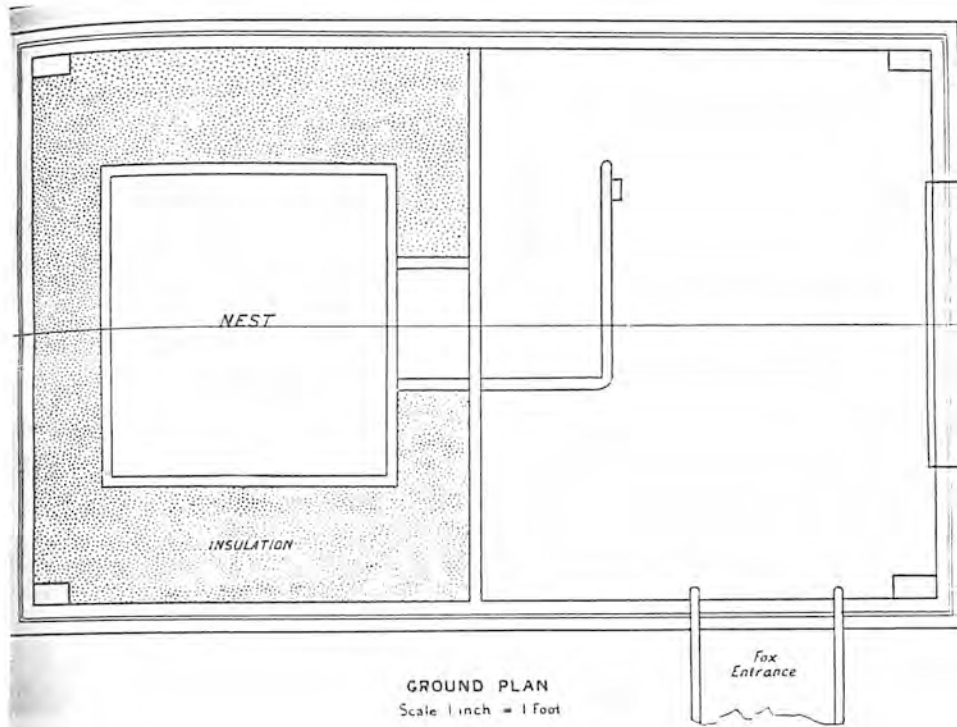 NEST
INSULATION
Fox
Entrance
GROUND PLAN
Scale 1 inch = 1 Foot